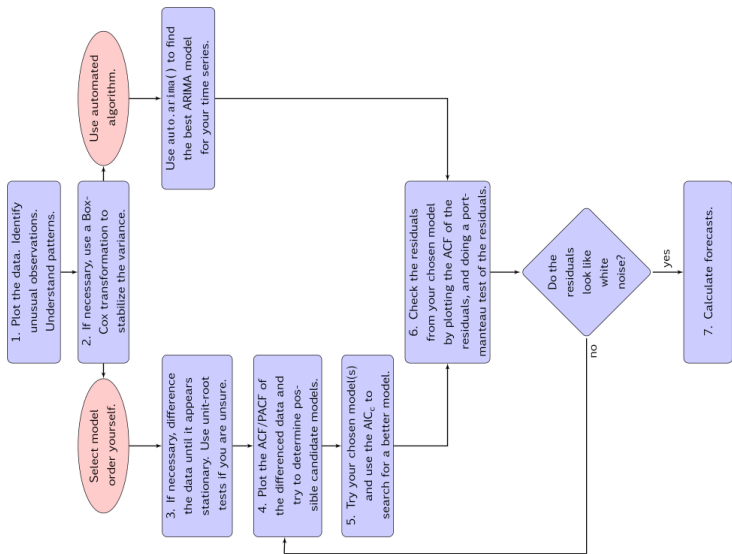 1. Plot the data. Identify
unusual observations.
Understand patterns.
2. If necessary, use a Box-
Cox transformation to
stabilize the variance.
Select model
order yourself.
Use automated
algorithm.
3. If necessary, difference
the data until it appears
stationary. Use unit-root
tests if you are unsure.
Use auto.arima() to find
the best ARIMA model
for your time series.
4. Plot the ACF/PACF of
the differenced data and
try to determine pos-
sible candidate models.
5. Try your chosen model(s)
and use the AICc to
search for a better model.
6. Check the residuals
from your chosen model
by plotting the ACF of the
residuals, and doing a port-
manteau test of the residuals.
Do the
residuals
look like
white
noise?
no
yes
7. Calculate forecasts.